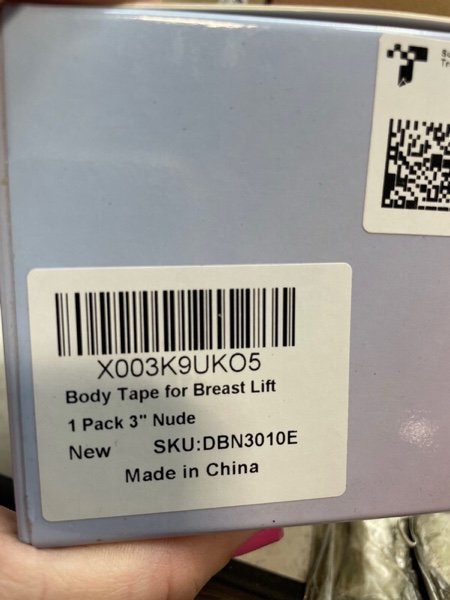 X003K9UKO5
Body Tape for Breast Lift
1 Pack 3" Nude
New SKU:DBN3010E
Made in China